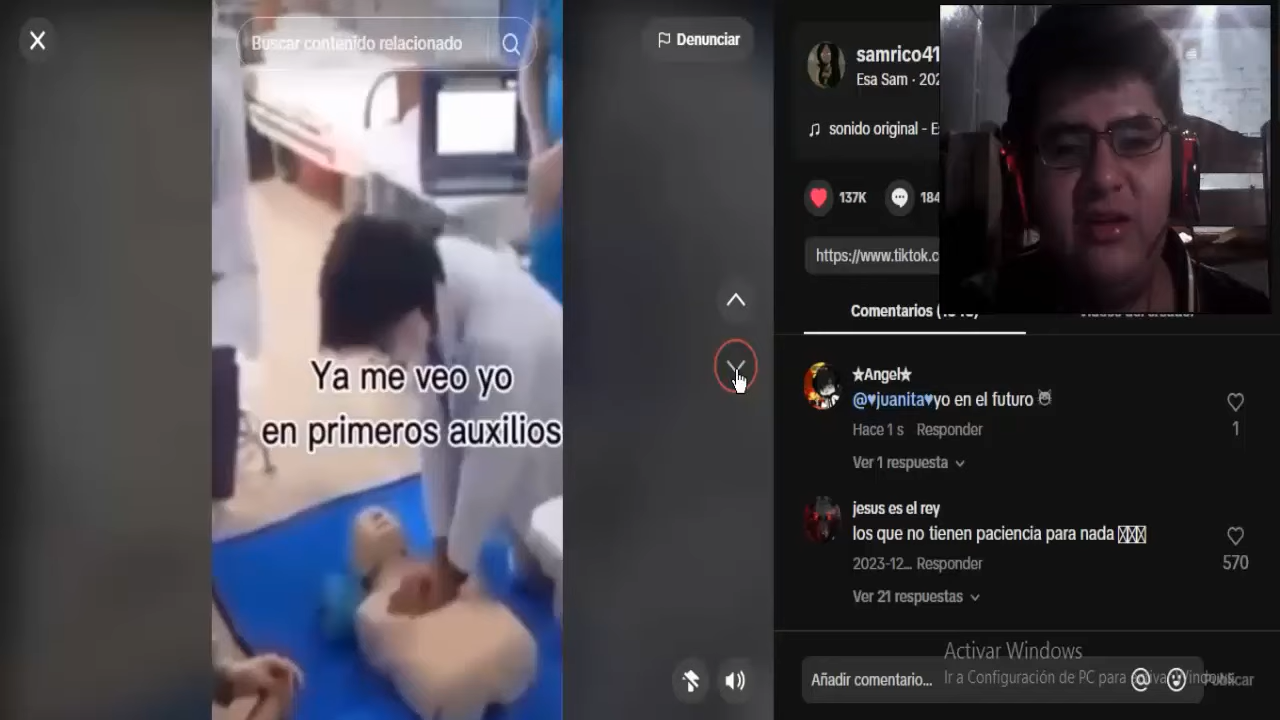 Buscar contenido relacionado
Denunciar
samrico41
Esa Sam · 202
sonido original - E
137K
184
https://www.tiktok.c
Comentarios
Ya me veo yo
en primeros auxilios
★Angel★
@♥juanita♥yo en el futuro
1
Hace 1 s Responder
Ver 1 respuesta
jesus es el rey
los que no tienen paciencia para nada
570
2023-12... Responder
Ver 21 respuestas
Activar Windows
Añadir comentario...
Ir a Configuración de PC para activar Windows.
Publicar